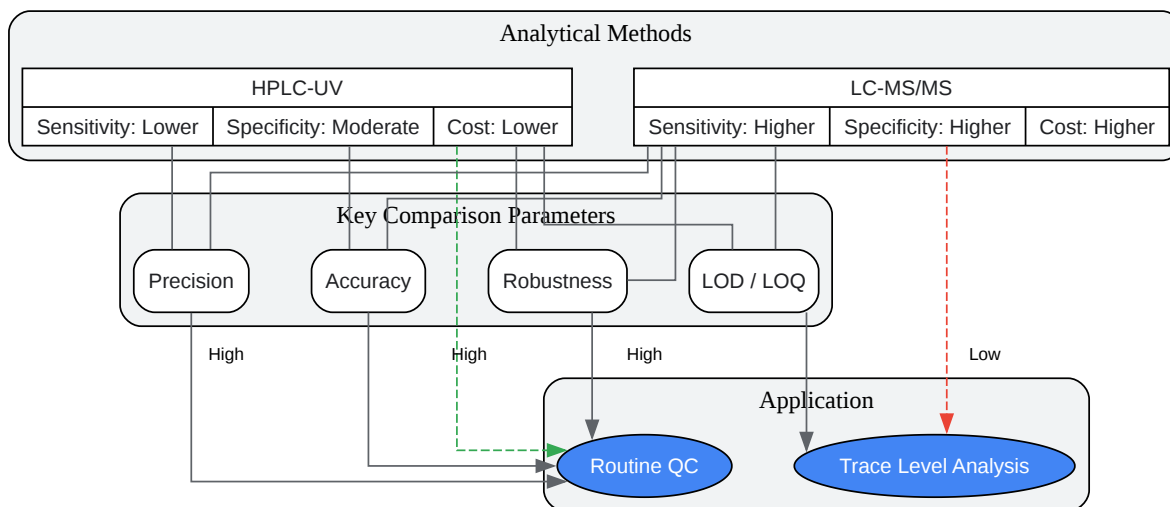 Analytical Methods
HPLC-UV
Sensitivity: Lower
Specificity: Moderate
Cost: Lower
LC-MS/MS
Sensitivity: Higher
Specificity: Higher
Cost: Higher
Key Comparison Parameters
Precision
Accuracy
Robustness
LOD / LOQ
High
High
High
Low
Application
Routine QC
Trace Level Analysis